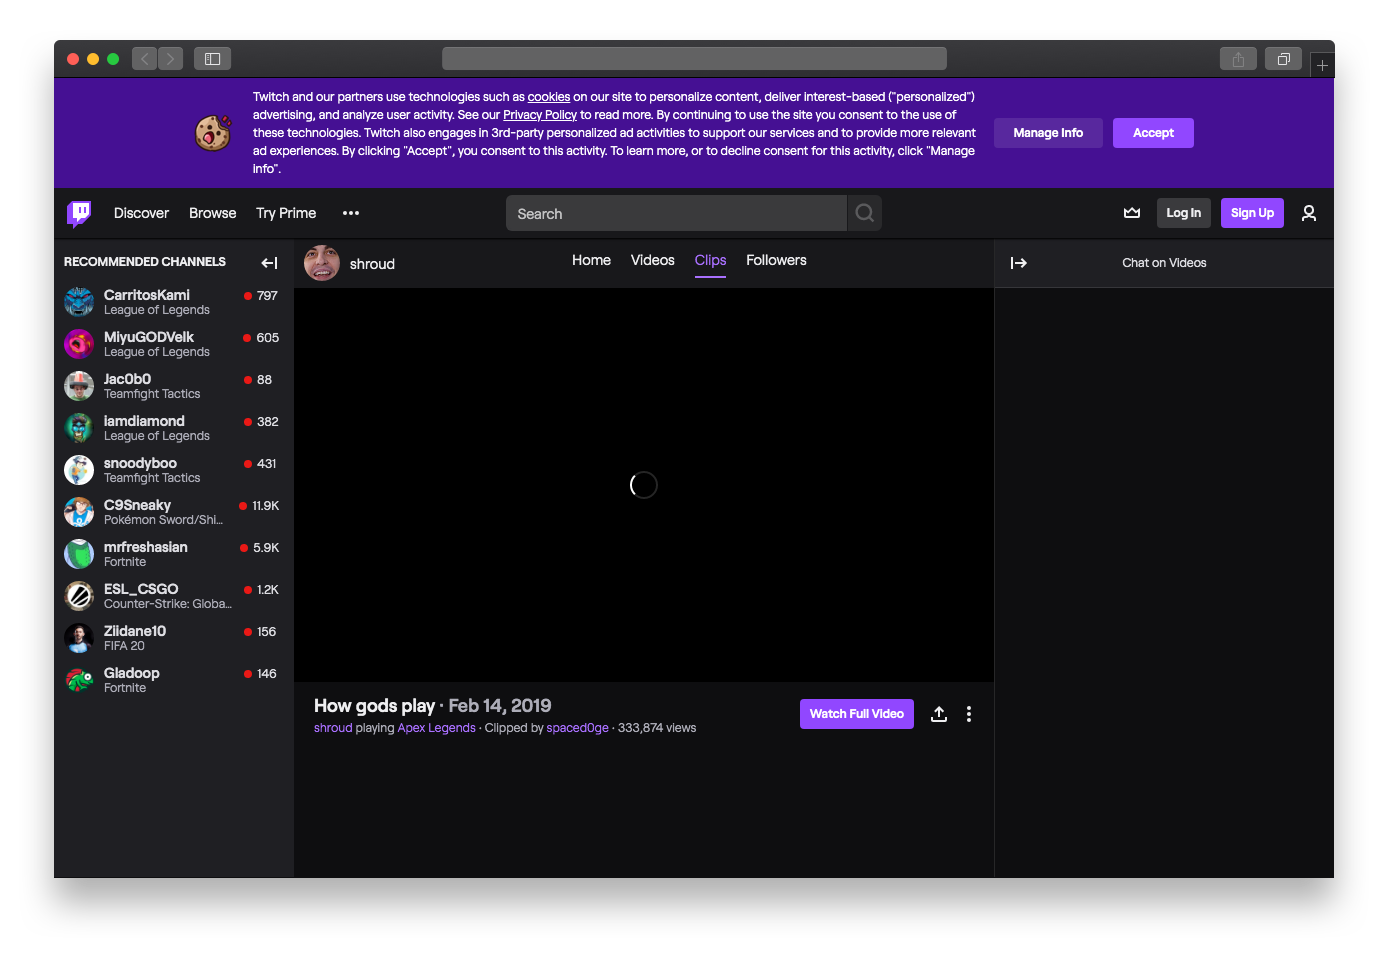 Twitch and our partners use technologies such as cookies on our site to personalize content, deliver interest-based ("personalized")
advertising, and analyze user activity. See our Privacy Policy to read more. By continuing to use the site you consent to the use of
these technologies. Twitch also engages in 3rd-party personalized ad activities to support our services and to provide more relevant
ad experiences. By clicking "Accept", you consent to this activity. To learn more, or to decline consent for this activity, click "Manage
Info".
Manage Info
Accept
Discover
Browse
Try Prime
Search
Log In
Sign Up
RECOMMENDED CHANNELS
CarritosKami
797
League of Legends
MiyuGODVelk
605
League of Legends
Jac0b0
88
Teamfight Tactics
iamdiamond
382
League of Legends
snoodyboo
431
Teamfight Tactics
C9Sneaky
11.9K
Pokémon Sword/Shi...
mrfreshasian
5.9K
Fortnite
ESL_CSGO
1.2K
Counter-Strike: Globa...
Ziidane10
156
FIFA 20
Gladoop
146
Fortnite
shroud
Home
Videos
Clips
Followers
Chat on Videos
How gods play · Feb 14, 2019
shroud playing Apex Legends · Clipped by spaced0ge · 333,874 views
Watch Full Video